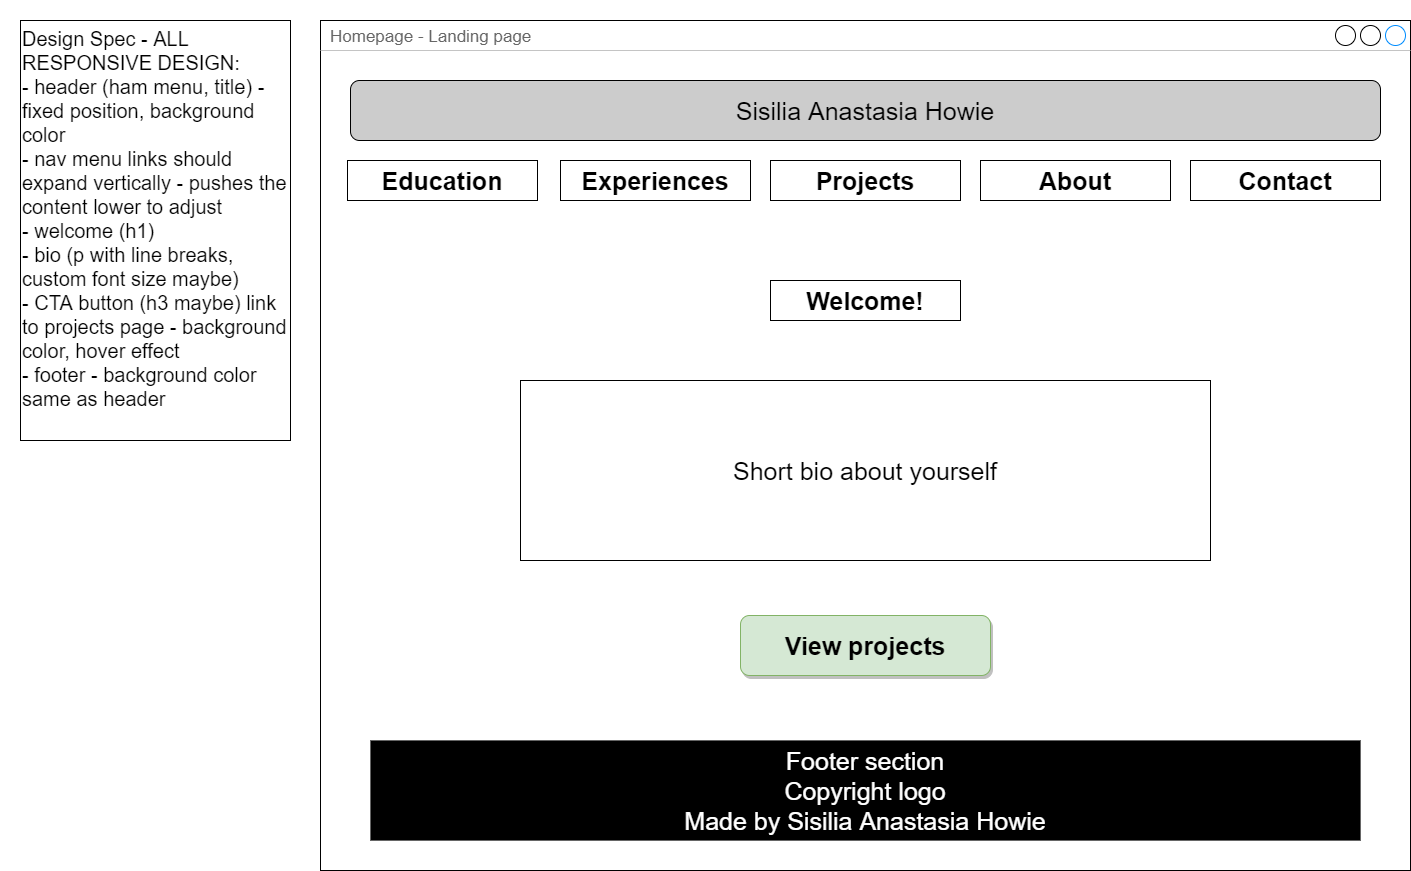 Design Spec - ALL
RESPONSIVE DESIGN:
- header (ham menu, title) -
fixed position, background
color
- nav menu links should
expand vertically - pushes the
content lower to adjust
- welcome (h1)
- bio (p with line breaks,
custom font size maybe)
- CTA button (h3 maybe) link
to projects page - background
color, hover effect
- footer - background color
same as header
Homepage - Landing page
Sisilia Anastasia Howie
Education
Experiences
Projects
About
Contact
Welcome!
Short bio about yourself
View projects
Footer section
Copyright logo
Made by Sisilia Anastasia Howie